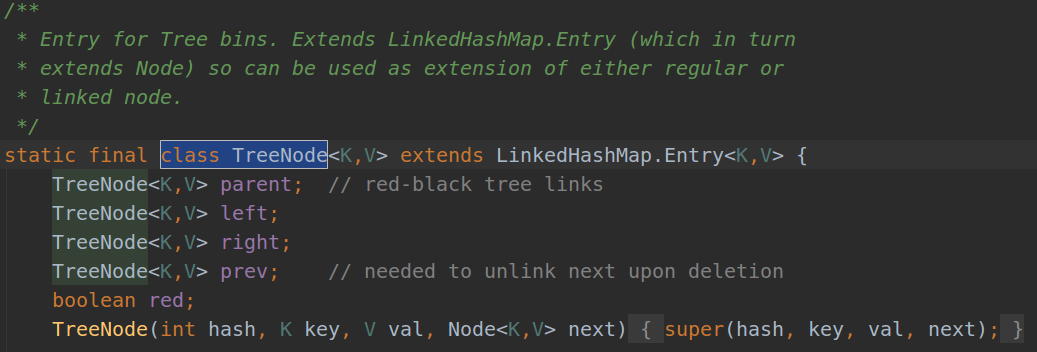 /**
 * Entry for Tree bins. Extends LinkedHashMap.Entry (which in turn
 * extends Node) so can be used as extension of either regular or
 * linked node.
 */
static final class TreeNode<K,V> extends LinkedHashMap.Entry<K,V> {
    TreeNode<K,V> parent;  // red-black tree links
    TreeNode<K,V> left;
    TreeNode<K,V> right;
    TreeNode<K,V> prev;    // needed to unlink next upon deletion
    boolean red;
    TreeNode(int hash, K key, V val, Node<K,V> next) { super(hash, key, val, next); }